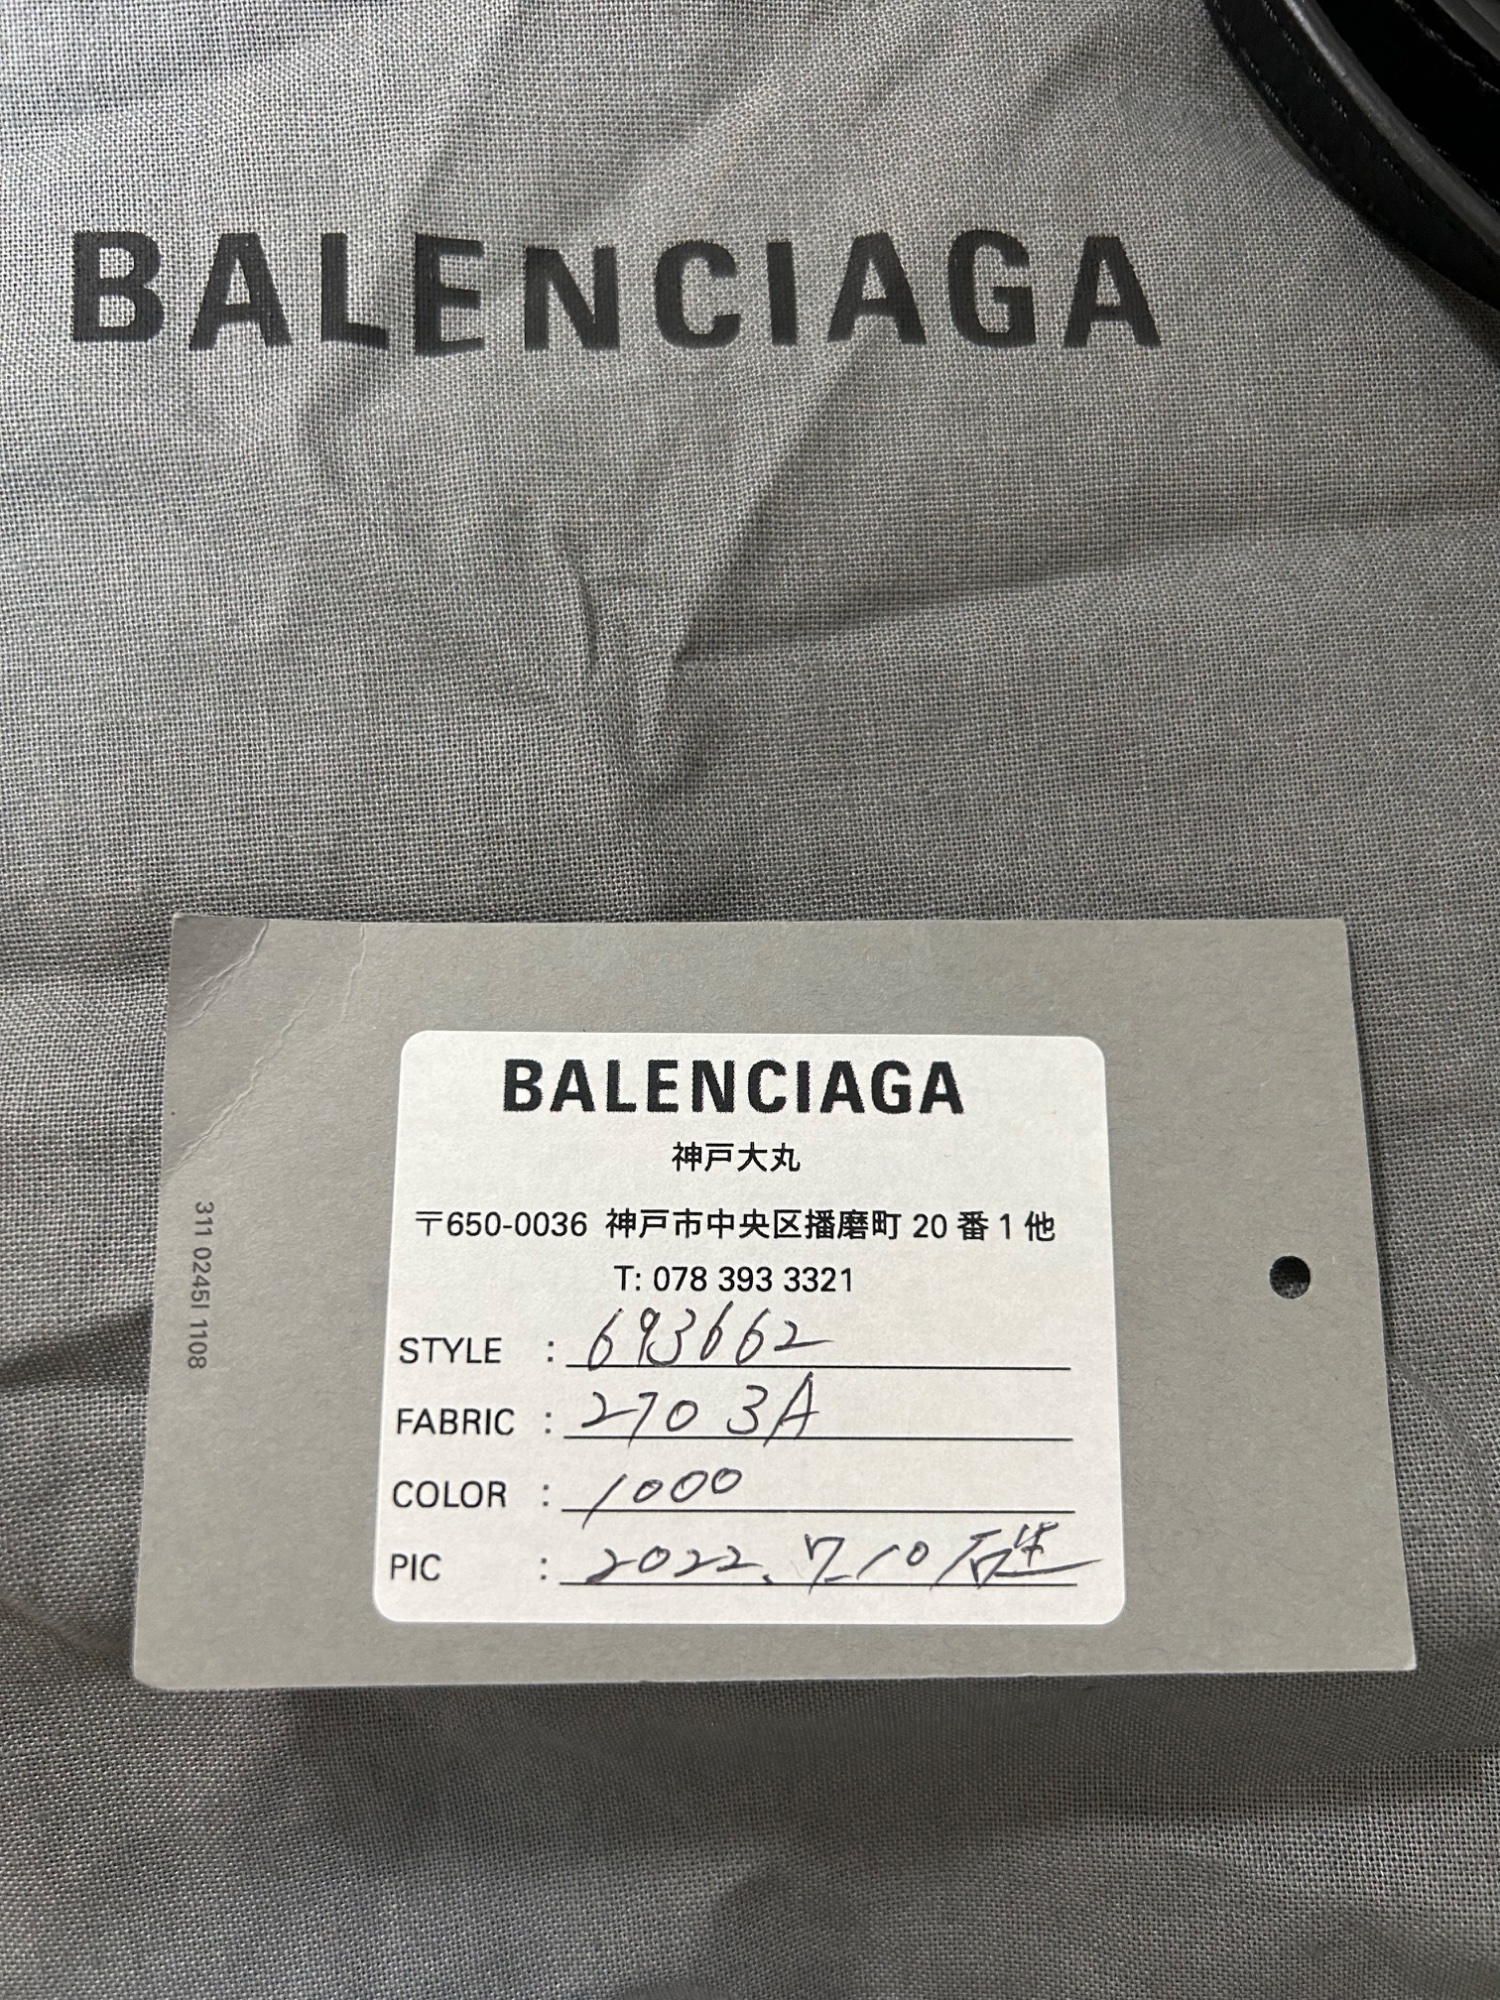 BALENCIAGA
BALENCIAGA
神戸大丸
〒650-0036 神戸市中央区播磨町 20 番 1 他
T: 078 393 3321
STYLE : 693662
FABRIC : 2703A
COLOR : 1000
PIC : 2022.7.10
311 0245I 1108